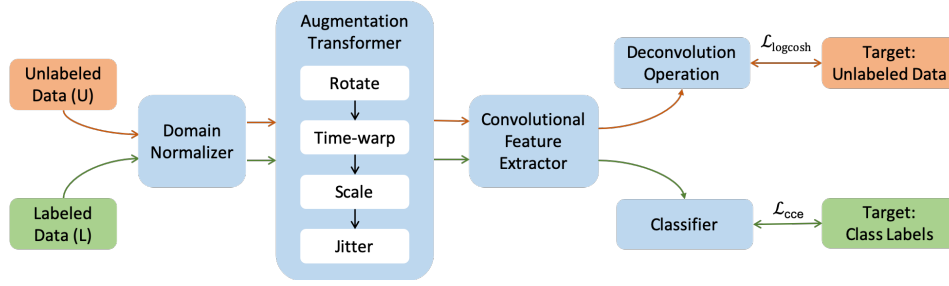 Unlabeled
Data (U)
Labeled
Data (L)
Domain
Normalizer
Augmentation
Transformer
Rotate
Time-warp
Scale
Jitter
Convolutional
Feature
Extractor
Deconvolution
Operation
ℒlogcosh
Target:
Unlabeled Data
Classifier
ℒcce
Target:
Class Labels